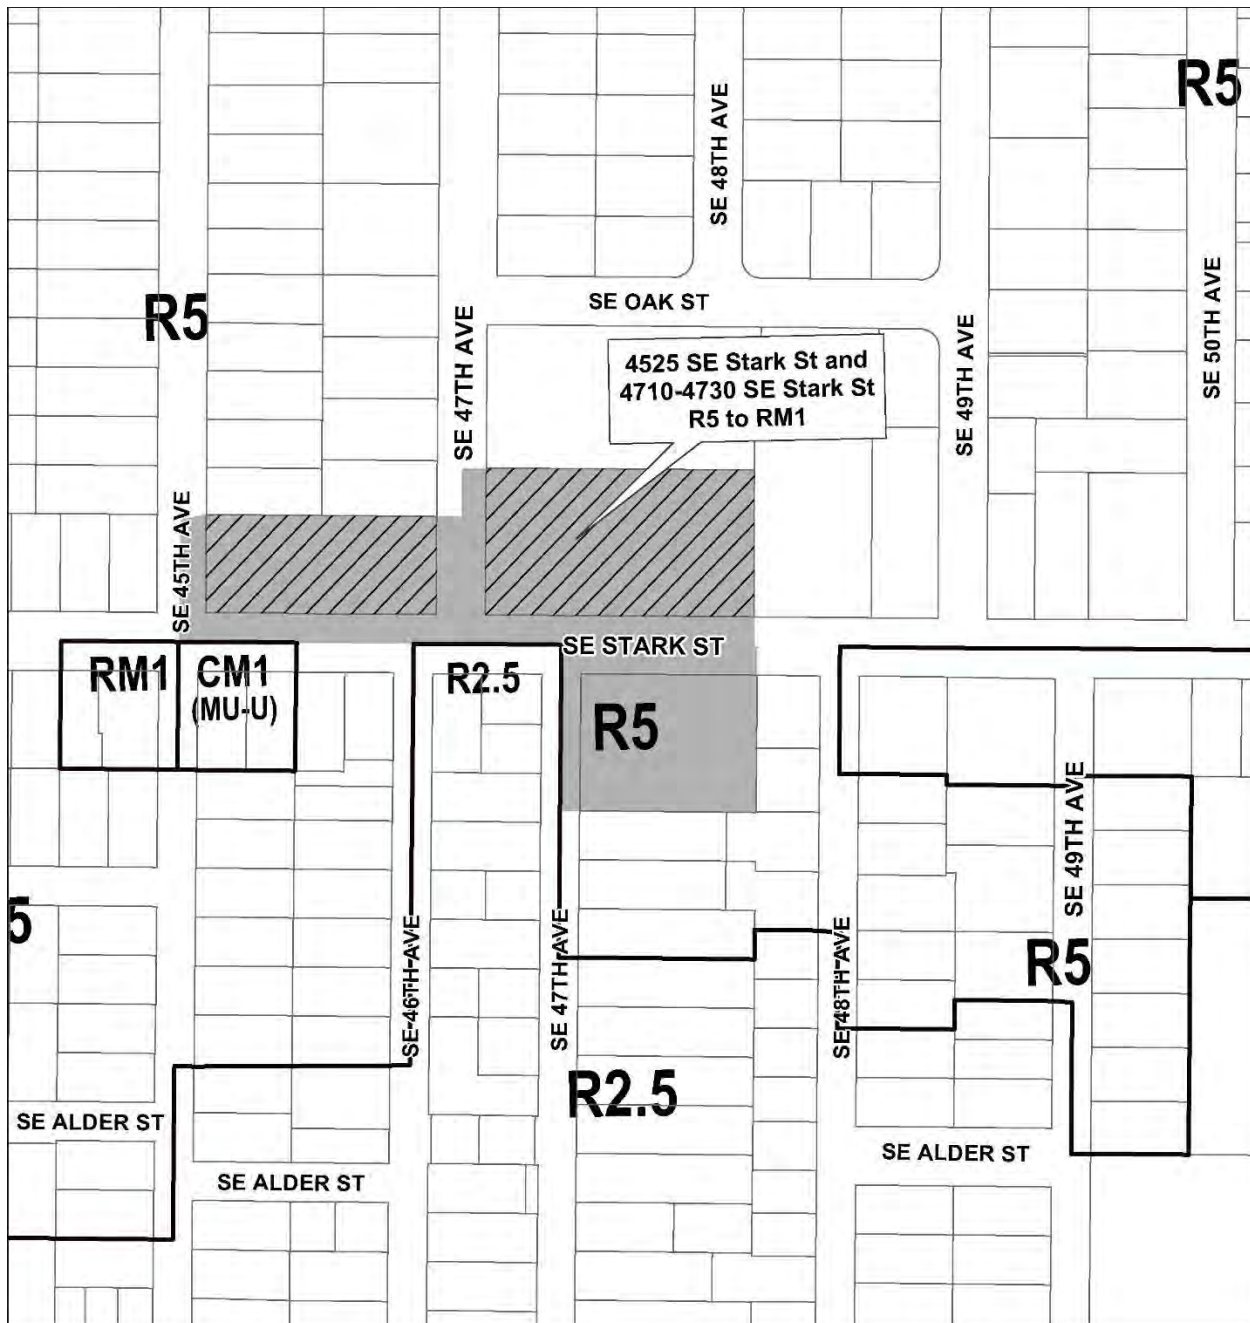 R5
SE 48TH AVE
R5
SE OAK ST
SE 50TH AVE
SE 47TH AVE
SE 49TH AVE
4525 SE Stark St and
4710-4730 SE Stark St
R5 to RM1
SE 45TH AVE
SE STARK ST
RM1
CM1
(MU-U)
R2.5
R5
SE 49TH AVE
5
SE 46TH AVE
SE 47TH AVE
SE 48TH AVE
R5
R2.5
SE ALDER ST
SE ALDER ST
SE ALDER ST